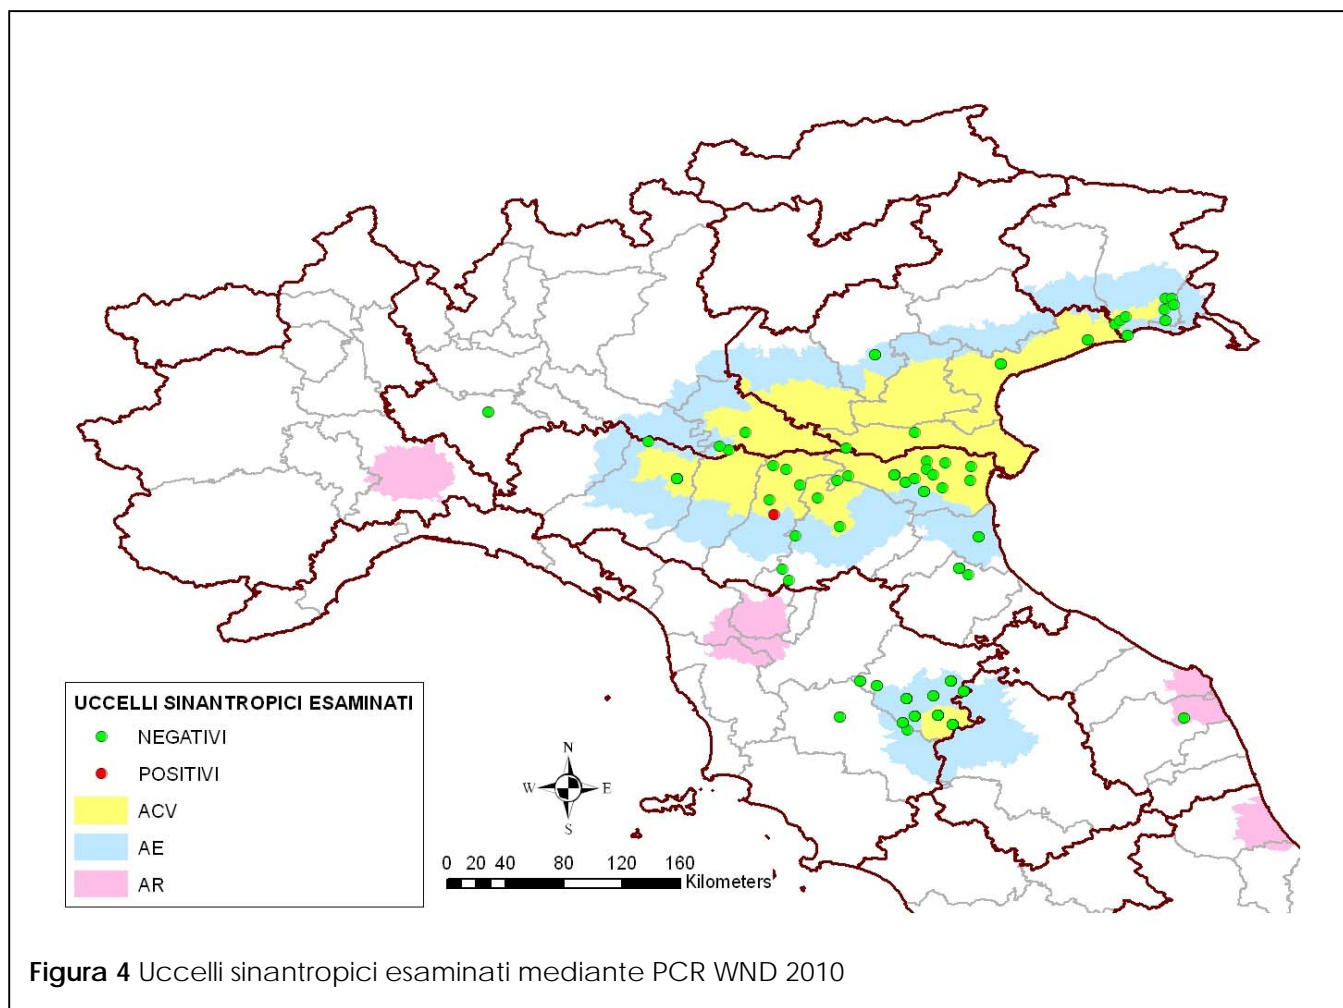 UCCELLI SINANTROPICI ESAMINATI
NEGATIVI
POSITIVI
ACV
AE
AR
N
W E
S
0 20 40 80 120 160
Kilometers
Figura 4 Uccelli sinantropici esaminati mediante PCR WND 2010